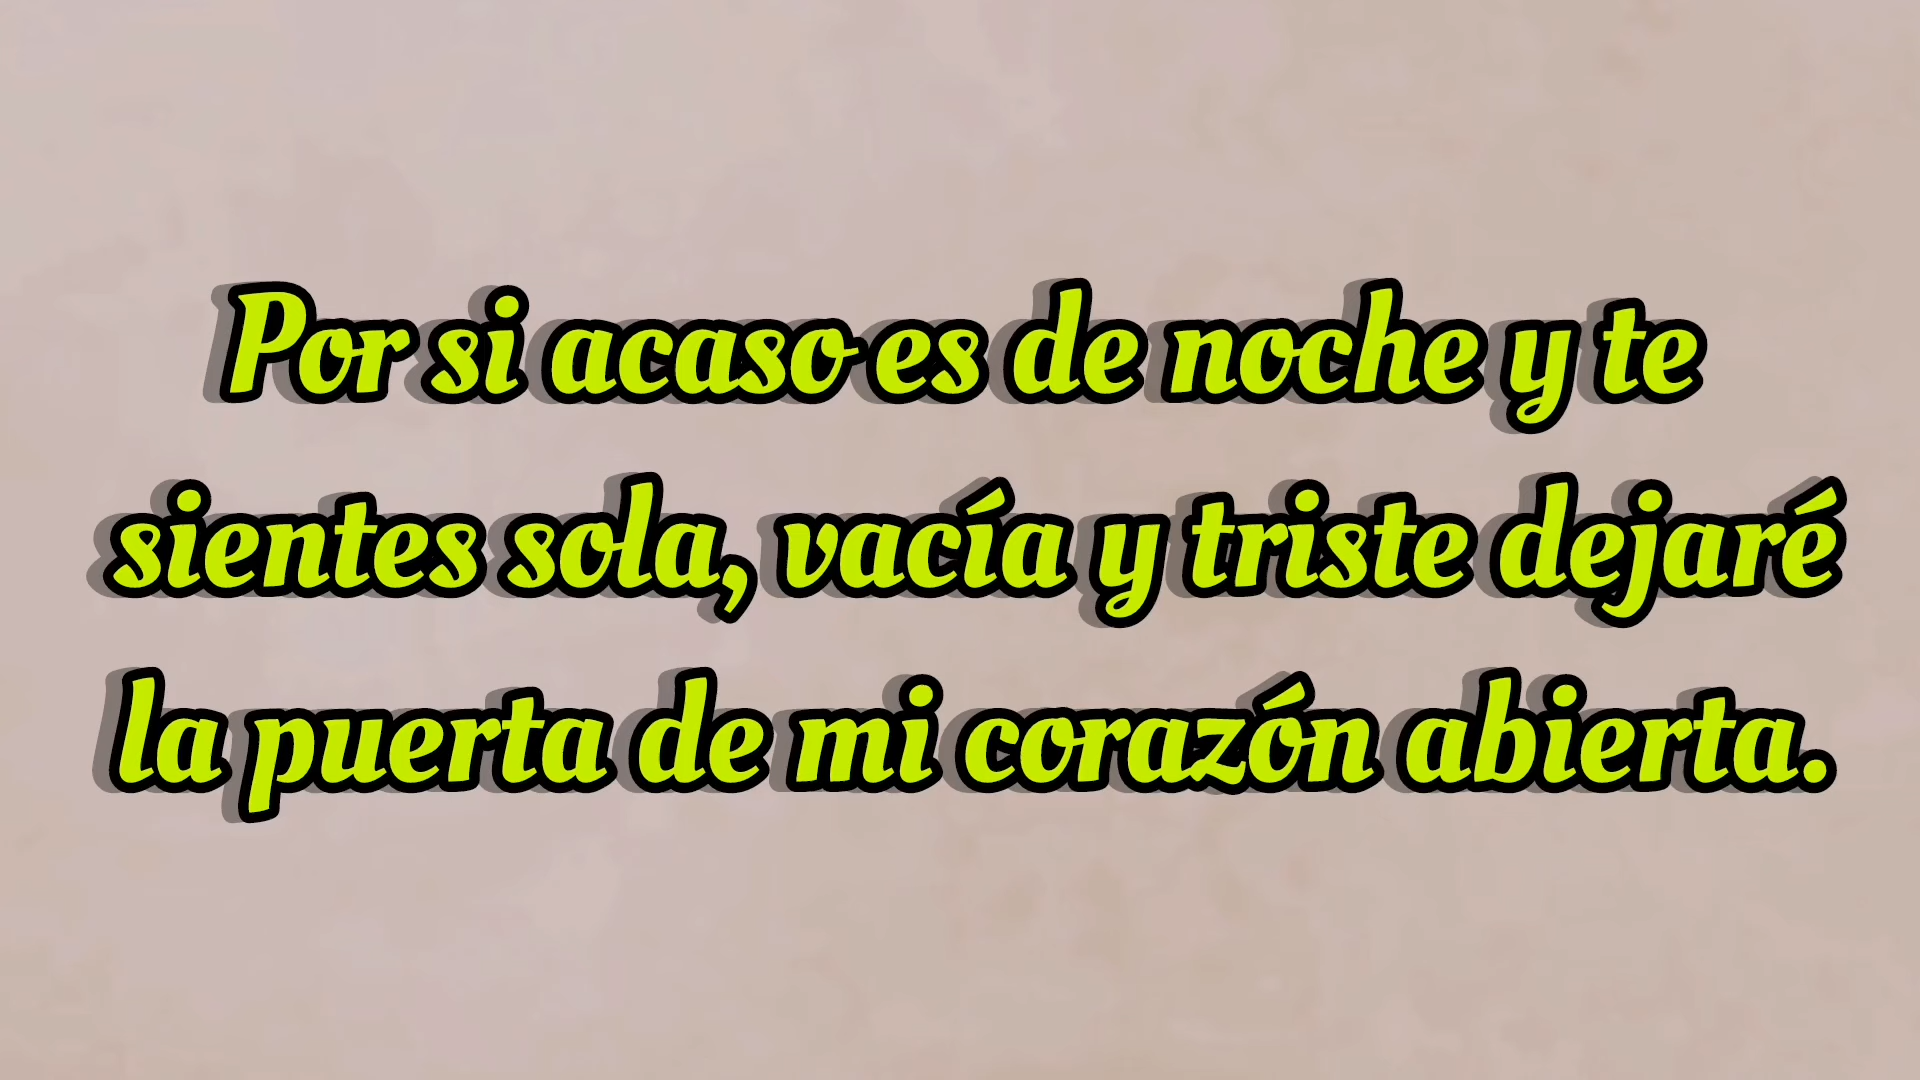 Por si acaso es de noche y te
sientes sola, vacía y triste dejaré
la puerta de mi corazón abierta.